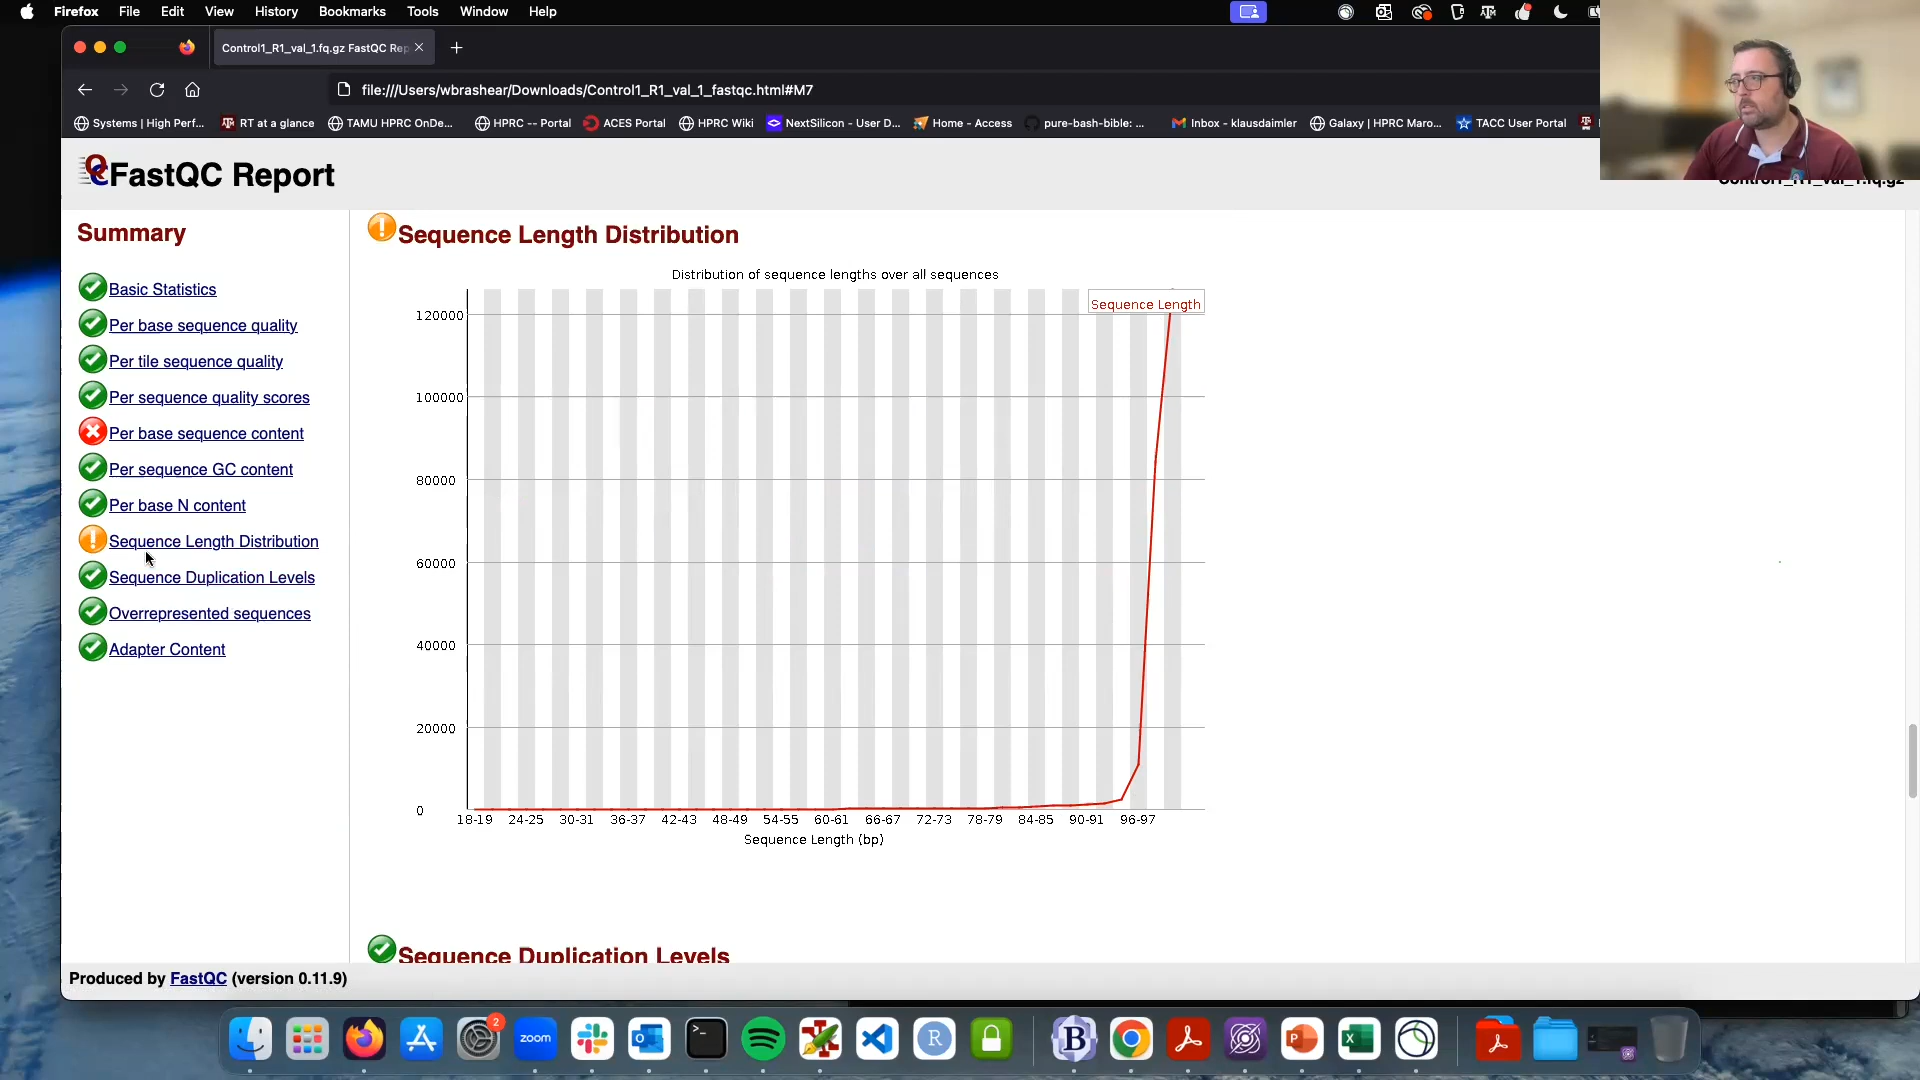 Firefox File Edit View History Bookmarks Tools Window Help
Control1_R1_val_1.fq.gz FastQC Rep
file:///Users/wbrashear/Downloads/Control1_R1_val_1_fastqc.html#M7
Systems | High Perf... RT at a glance TAMU HPRC OnDe... HPRC -- Portal ACES Portal HPRC Wiki NextSilicon - User D... Home - Access pure-bash-bible: ... Inbox - klausdaimler Galaxy | HPRC Maro... TACC User Portal
FastQC Report
Control1_R1_val_1.fq.gz
Summary
Basic Statistics
Per base sequence quality
Per tile sequence quality
Per sequence quality scores
Per base sequence content
Per sequence GC content
Per base N content
Sequence Length Distribution
Sequence Duplication Levels
Overrepresented sequences
Adapter Content
Sequence Length Distribution
Distribution of sequence lengths over all sequences
Sequence Length
120000
100000
80000
60000
40000
20000
0
18-19 24-25 30-31 36-37 42-43 48-49 54-55 60-61 66-67 72-73 78-79 84-85 90-91 96-97
Sequence Length (bp)
Sequence Duplication Levels
Produced by FastQC (version 0.11.9)
2
zoom